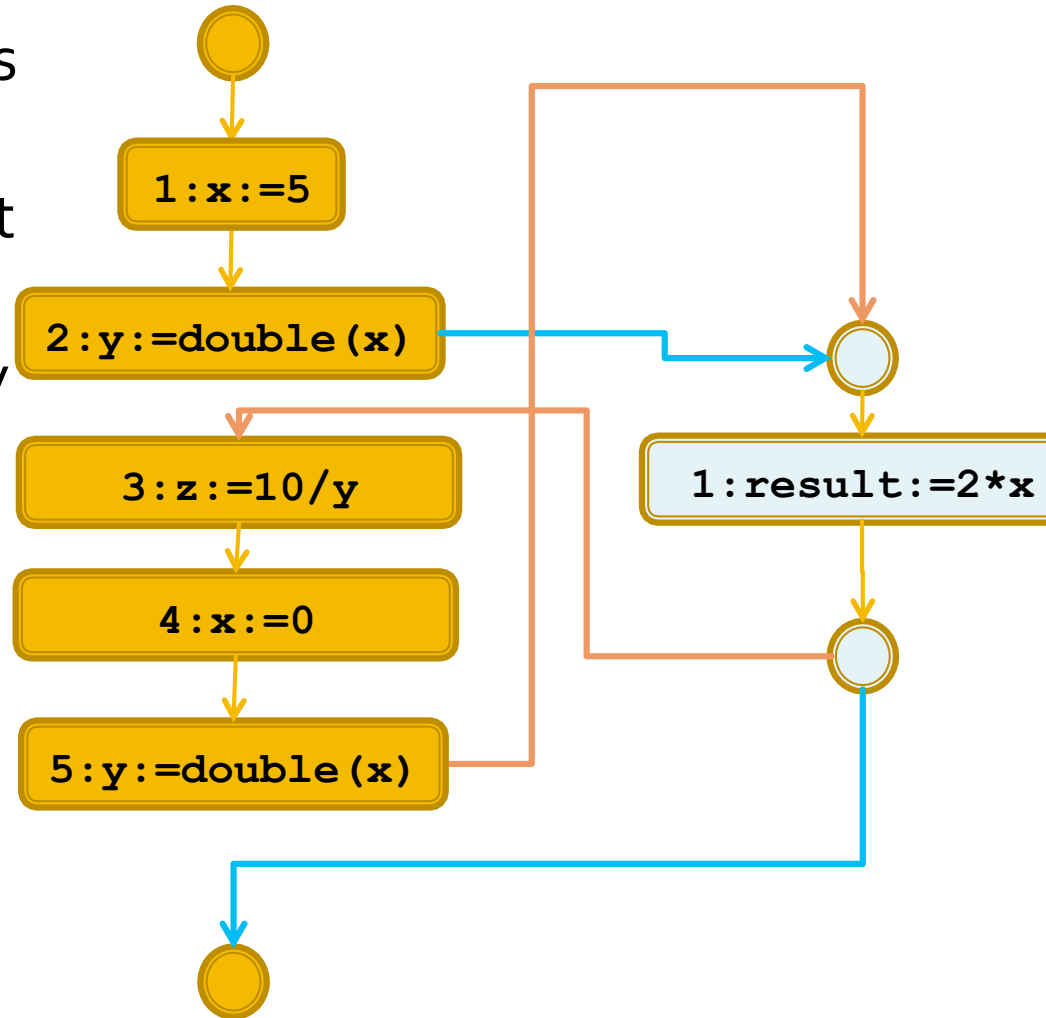 s
t
y
1:x:=5
2:y:=double(x)
3:z:=10/y
4:x:=0
5:y:=double(x)
1:result:=2*x